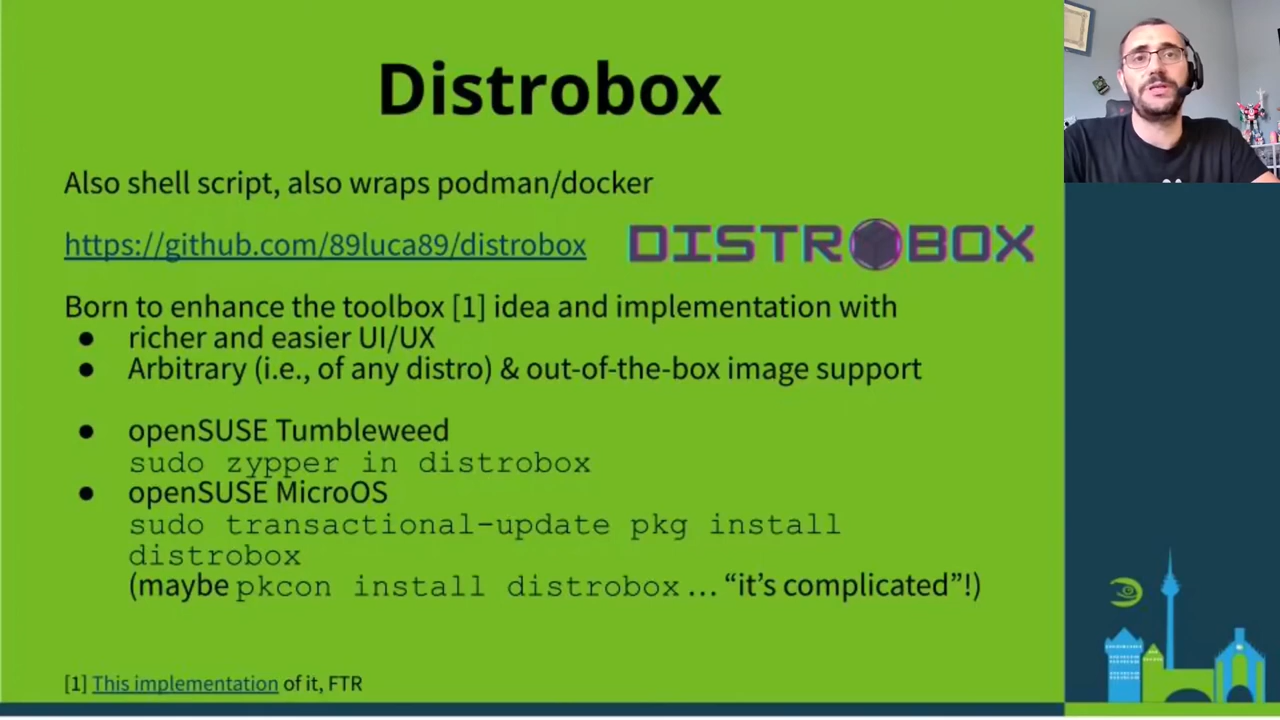 Distrobox
Also shell script, also wraps podman/docker
https://github.com/89luca89/distrobox
DISTROBOX
Born to enhance the toolbox [1] idea and implementation with
● richer and easier UI/UX
● Arbitrary (i.e., of any distro) & out-of-the-box image support
● openSUSE Tumbleweed
sudo zypper in distrobox
● openSUSE MicroOS
sudo transactional-update pkg install
distrobox
(maybe pkcon install distrobox … “it’s complicated”!)
[1] This implementation of it, FTR